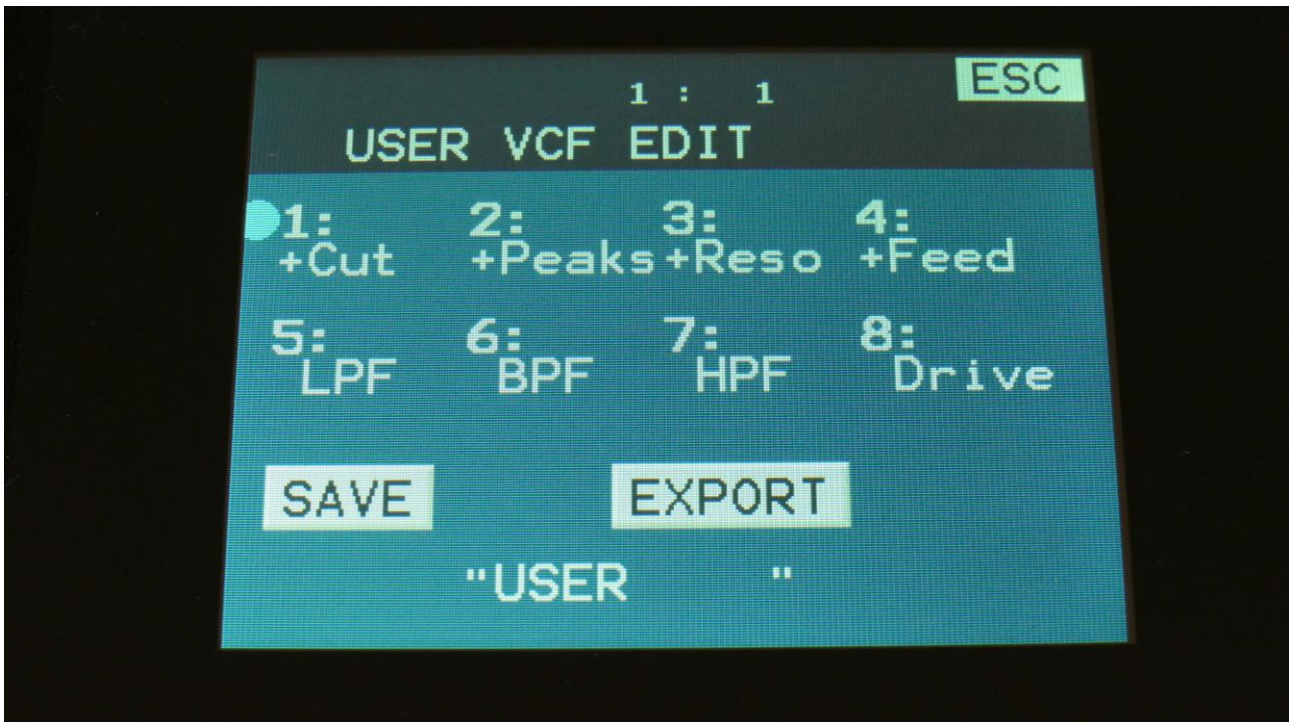 ESC
1 : 1
USER VCF EDIT
1: 2: 3: 4:
+Cut +Peaks +Reso +Feed
5: 6: 7: 8:
LPF BPF HPF Drive
SAVE EXPORT
"USER "